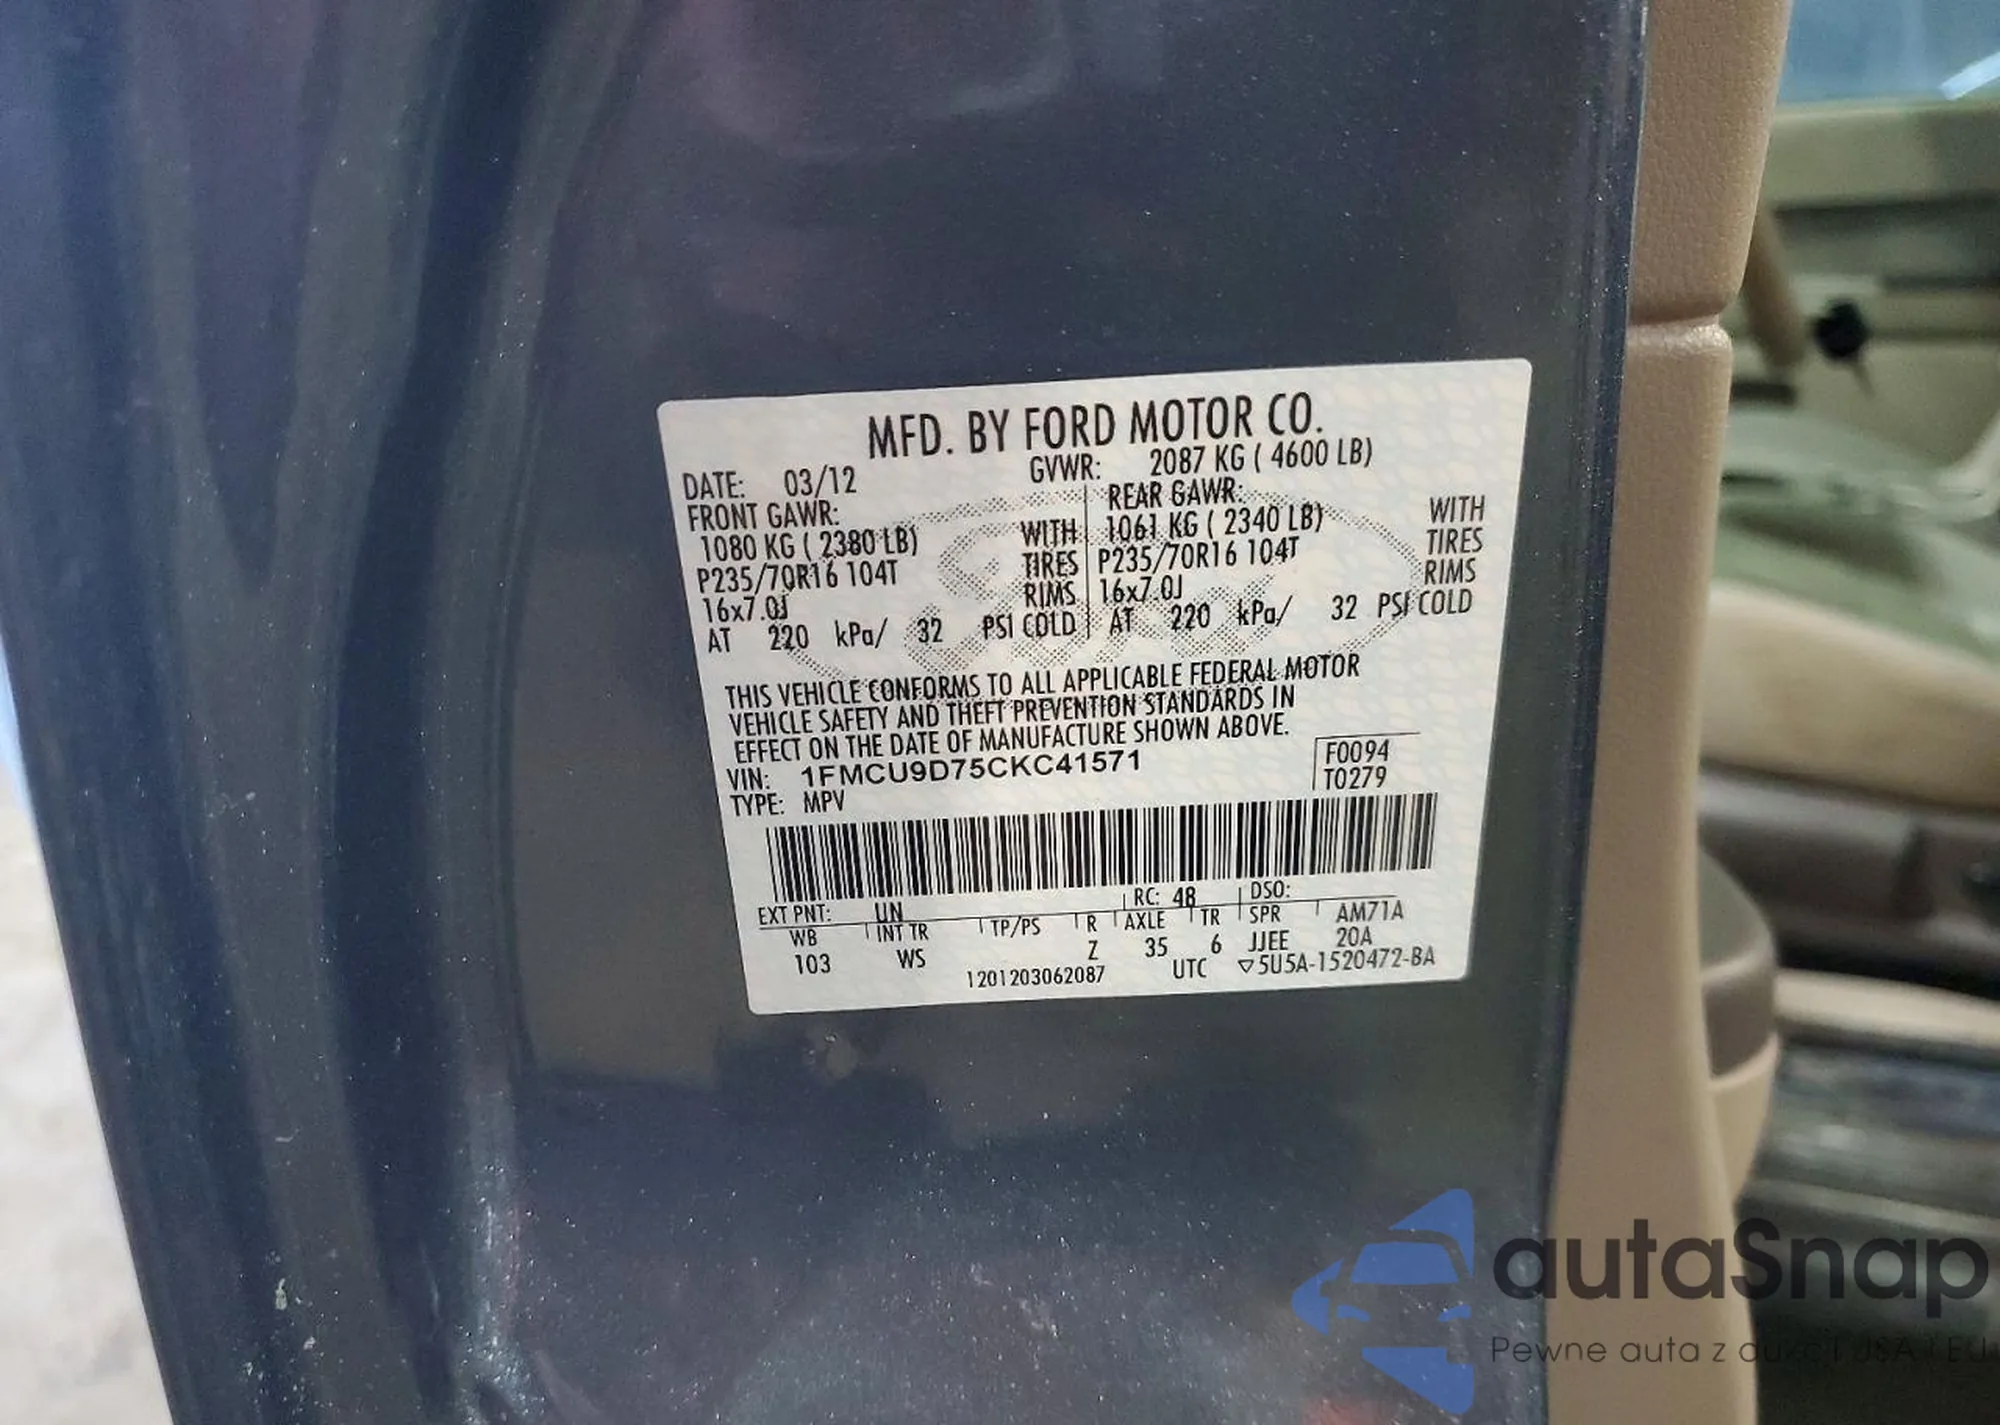 MFD. BY FORD MOTOR CO.
DATE: 03/12 GVWR: 2087 KG ( 4600 LB)
FRONT GAWR: REAR GAWR:
1080 KG ( 2380 LB) WITH 1061 KG ( 2340 LB) WITH
P235/70R16 104T TIRES P235/70R16 104T TIRES
16x7.0J RIMS 16x7.0J RIMS
AT 220 kPa/ 32 PSI COLD AT 220 kPa/ 32 PSI COLD
THIS VEHICLE CONFORMS TO ALL APPLICABLE FEDERAL MOTOR
VEHICLE SAFETY AND THEFT PREVENTION STANDARDS IN
EFFECT ON THE DATE OF MANUFACTURE SHOWN ABOVE.
VIN: 1FMCU9D75CKC41571 F0094
TYPE: MPV T0279
EXT PNT: UN RC: 48 DSO:
WB INT TR TP/PS R AXLE TR SPR AM71A
103 WS Z 35 6 JJEE 20A
1201203062087 UTC ▽5U5A-1520472-BA
autaSnap
Pewne auta z aukcji USA i EU